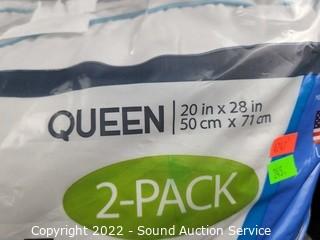 QUEEN
20 in x 28 in
50 cm x 71 cm
2-PACK
Copyright 2022 - Sound Auction Service